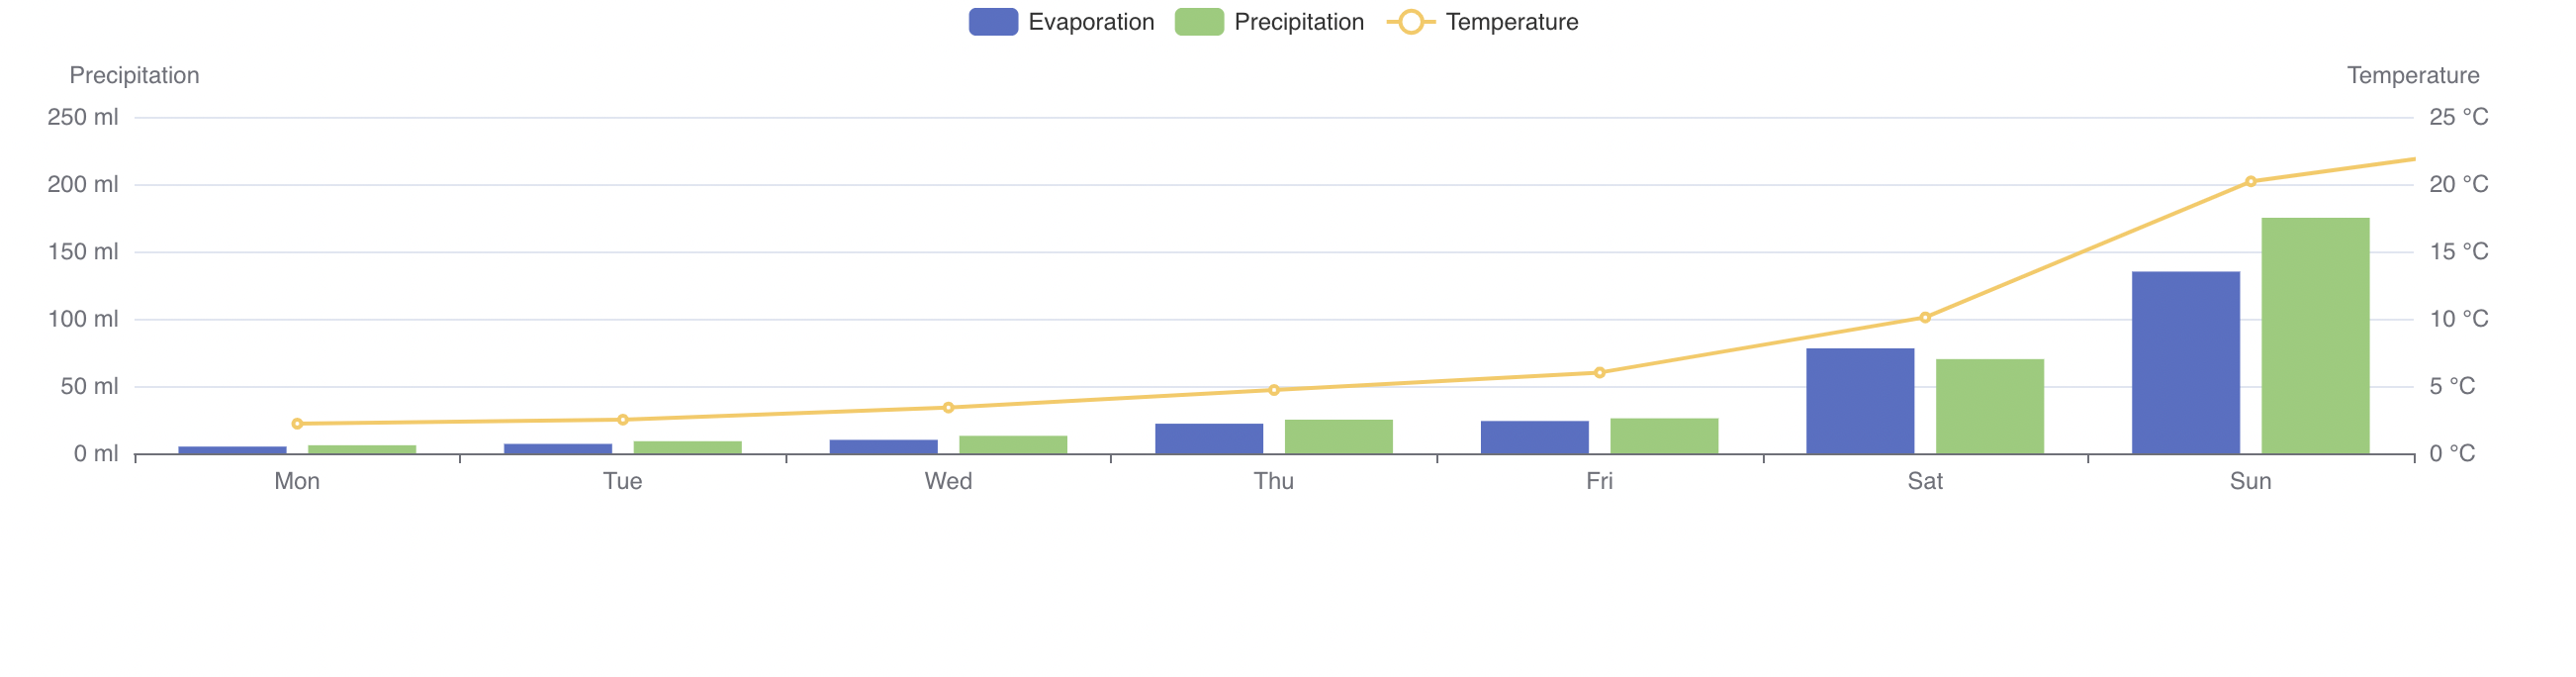 Evaporation Precipitation Temperature
Precipitation Temperature
250 ml 25 °C
200 ml 20 °C
150 ml 15 °C
100 ml 10 °C
50 ml 5 °C
0 ml 0 °C
Mon Tue Wed Thu Fri Sat Sun